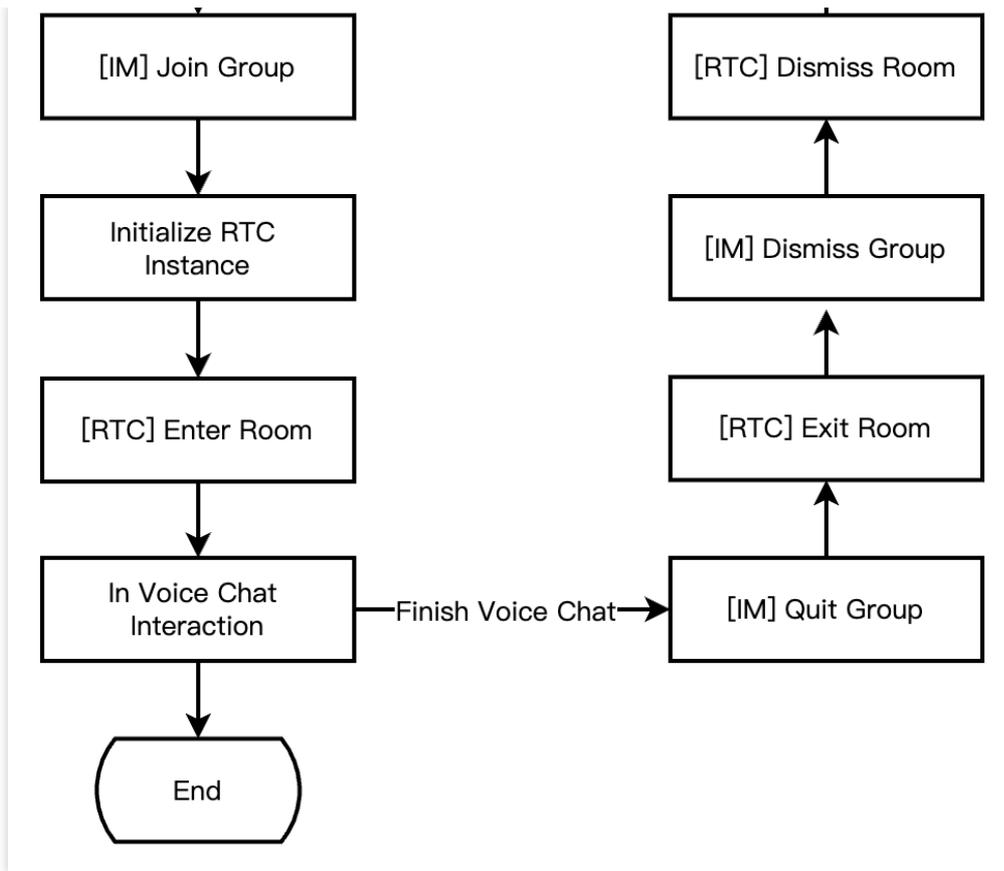 [IM] Join Group
Initialize RTC
Instance
[RTC] Enter Room
In Voice Chat
Interaction
End
Finish Voice Chat
[RTC] Dismiss Room
[IM] Dismiss Group
[RTC] Exit Room
[IM] Quit Group